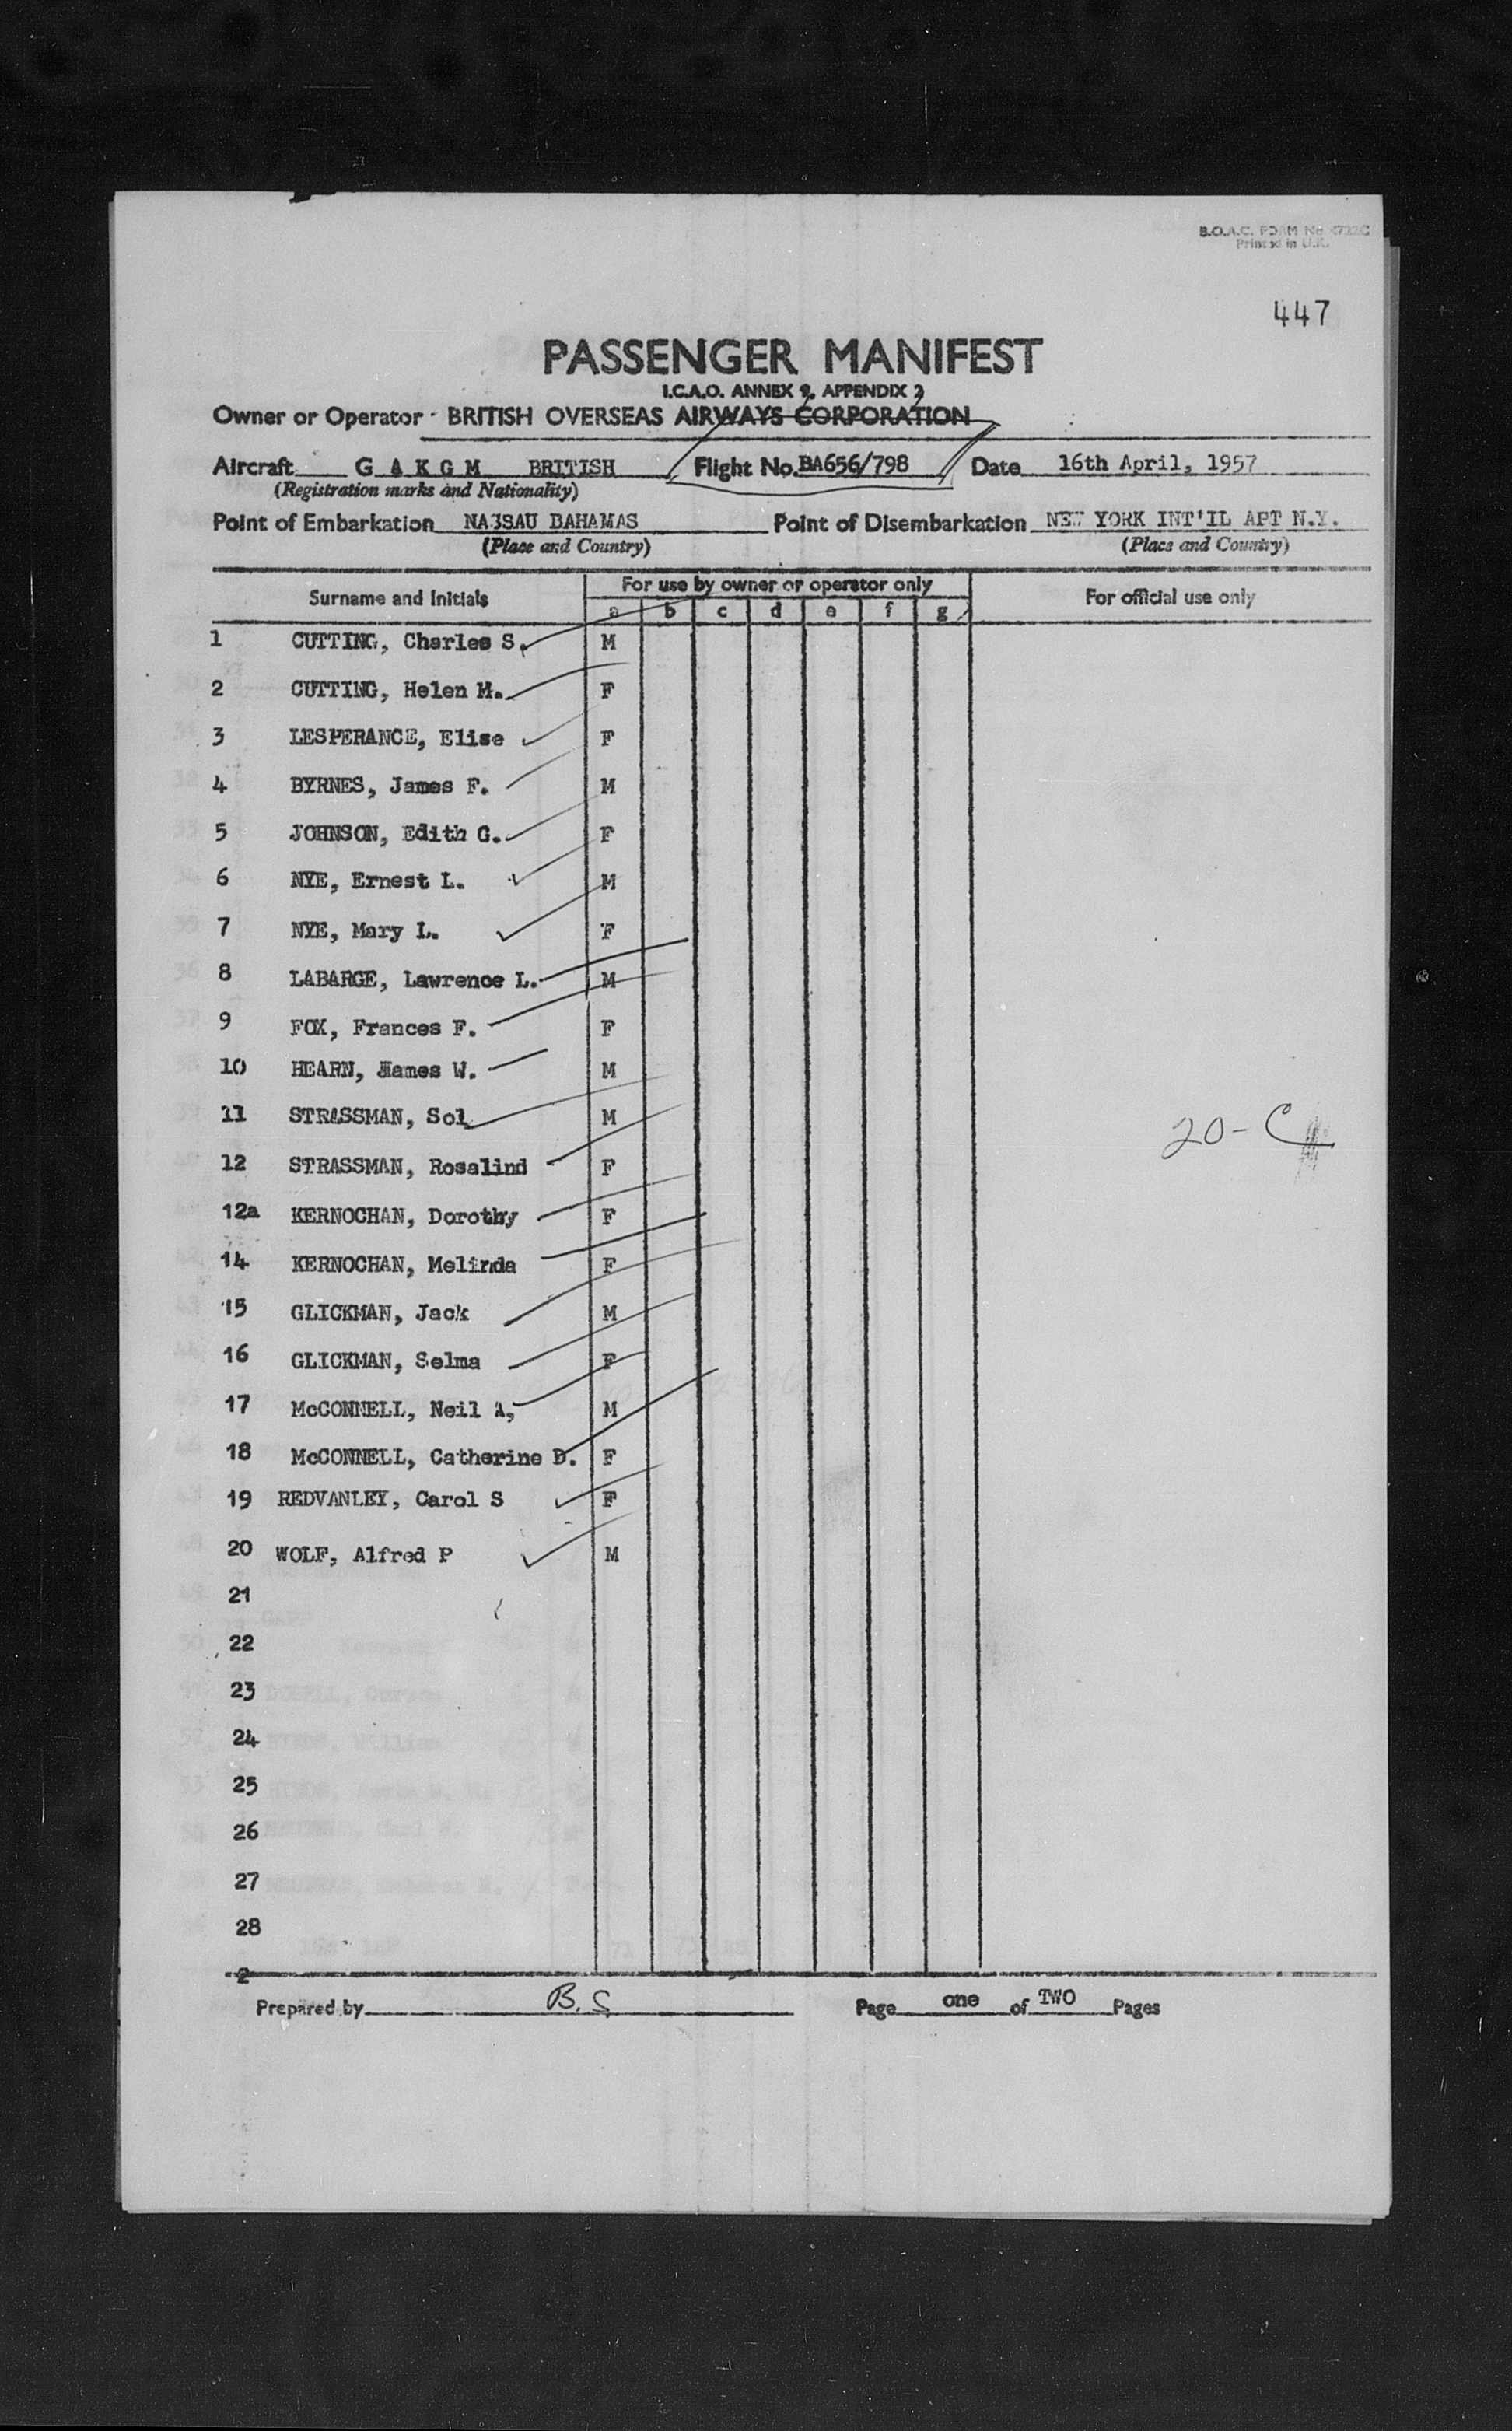 B.O.A.C. FORM
Printed in U.K.
447
PASSENGER MANIFEST
I.C.A.O. ANNEX 9, APPENDIX 2
Owner or Operator - BRITISH OVERSEAS AIRWAYS CORPORATION
Aircraft G A K G M BRITISH Flight No. BA656/798 Date 16th April, 1957
(Registration marks and Nationality)
Point of Embarkation NASSAU BAHAMAS Point of Disembarkation NEW YORK INT'IL APT N.Y.
(Place and Country) (Place and Country)
Surname and Initials For use by owner or operator only For official use only
a b c d e f g
1 CUTTING, Charles S. M
2 CUTTING, Helen M. F
3 LESPERANCE, Elise F
4 BYRNES, James F. M
5 JOHNSON, Edith G. F
6 NYE, Ernest L. M
7 NYE, Mary L. F
8 LABARGE, Lawrence L. M
9 FOX, Frances F. F
10 HEARN, James W. M
11 STRASSMAN, Sol M
20 - C
12 STRASSMAN, Rosalind F
12a KERNOCHAN, Dorothy F
14 KERNOCHAN, Melinda F
15 GLICKMAN, Jack M
16 GLICKMAN, Selma F
17 McCONNELL, Neil A, M
18 McCONNELL, Catherine D. F
19 REDVANLEY, Carol S F
20 WOLF, Alfred P M
21
22
23
24
25
26
27
28
2
Prepared by B.S Page one of TWO Pages